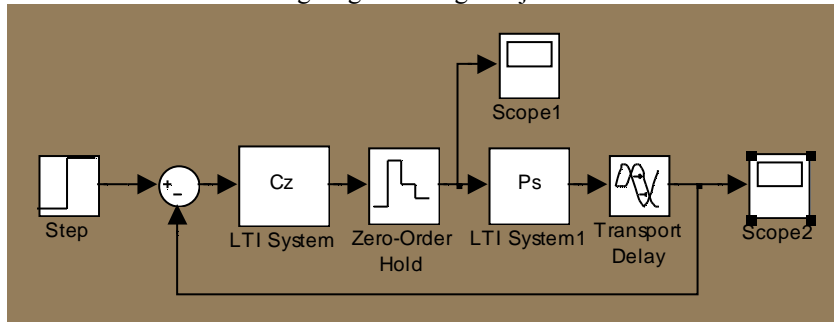 Scope1
+
−
Cz
Ps
Step
LTI System
Zero-Order
Hold
LTI System1
Transport
Delay
Scope2